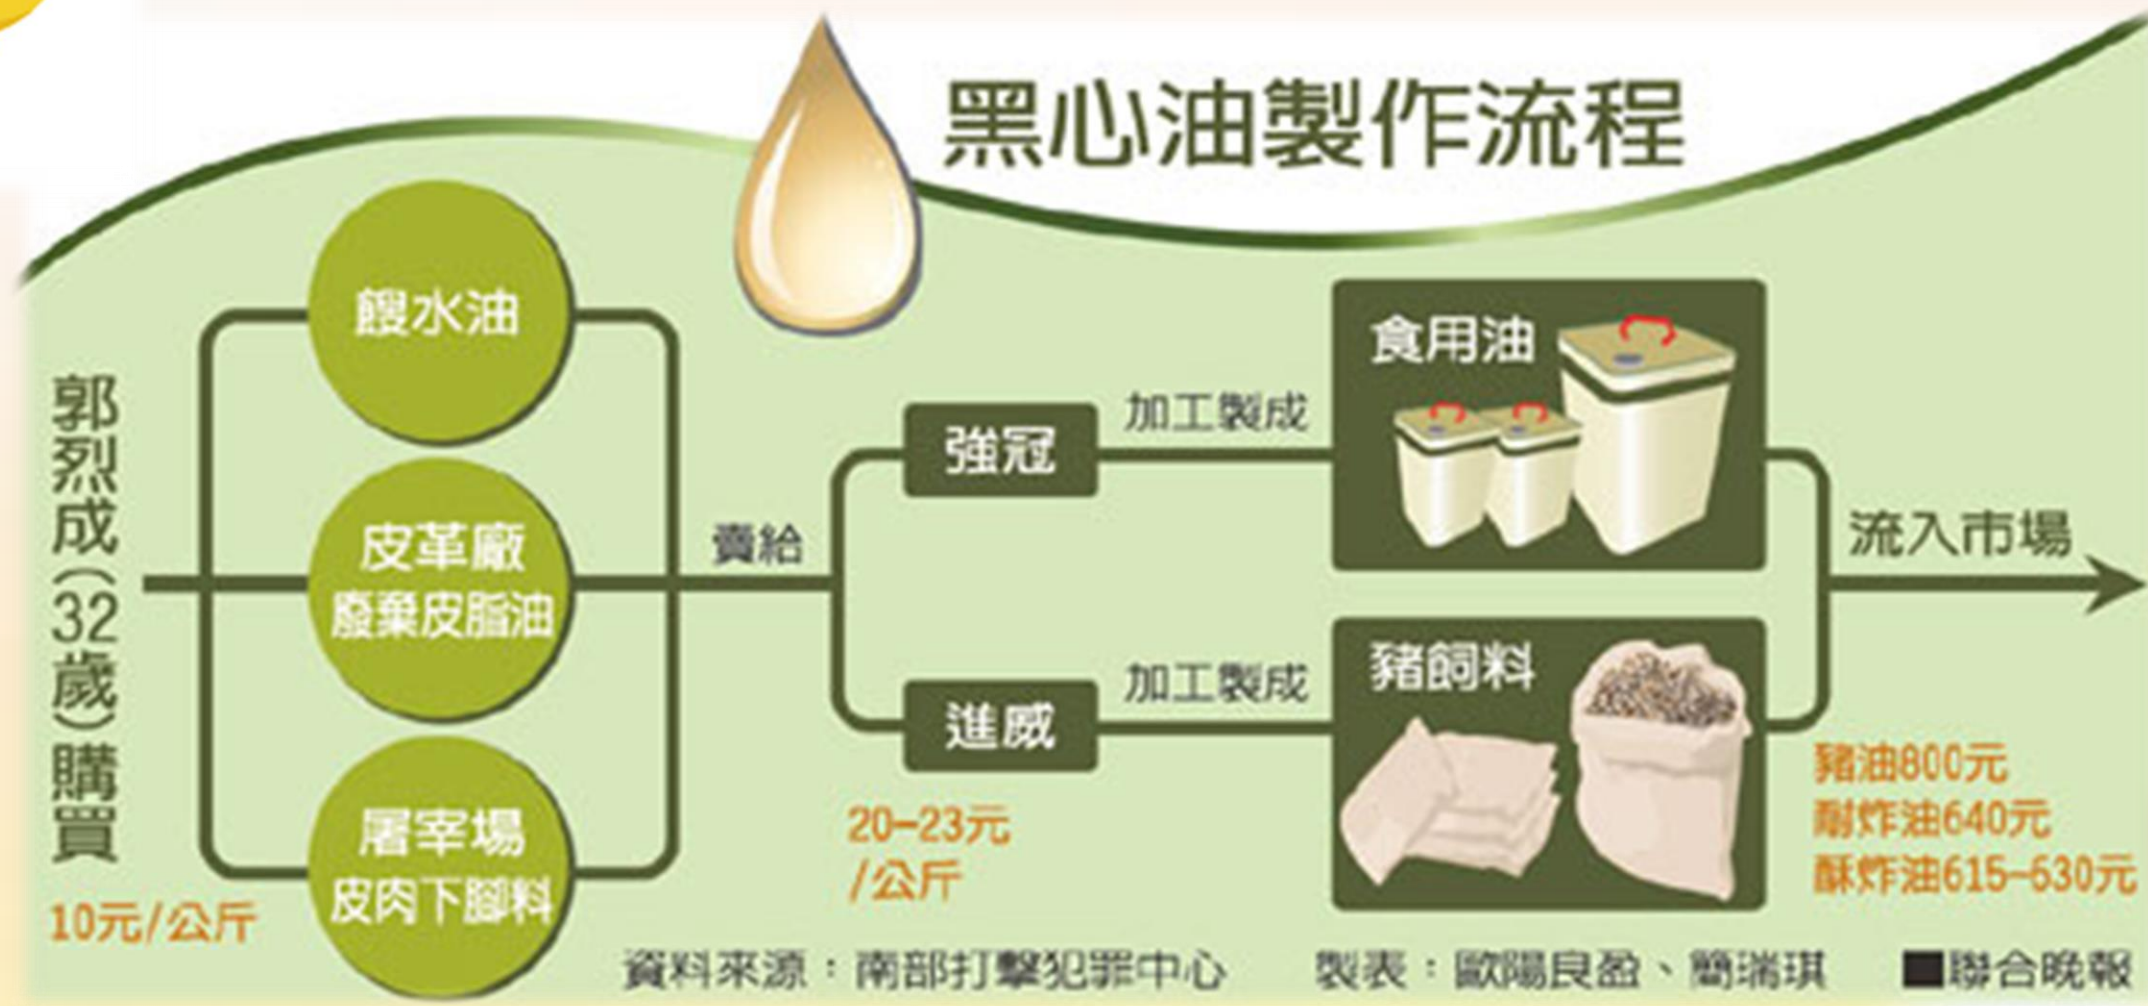 黑心油製作流程
郭烈成(32歲)購買
10元/公斤
餿水油
皮革廠
廢棄皮脂油
屠宰場
皮肉下腳料
賣給
強冠
進威
20-23元
/公斤
加工製成
加工製成
食用油
豬飼料
流入市場
豬油800元
耐炸油640元
酥炸油615-630元
資料來源：南部打擊犯罪中心
製表：歐陽良盈、簡瑞琪
■聯合晚報